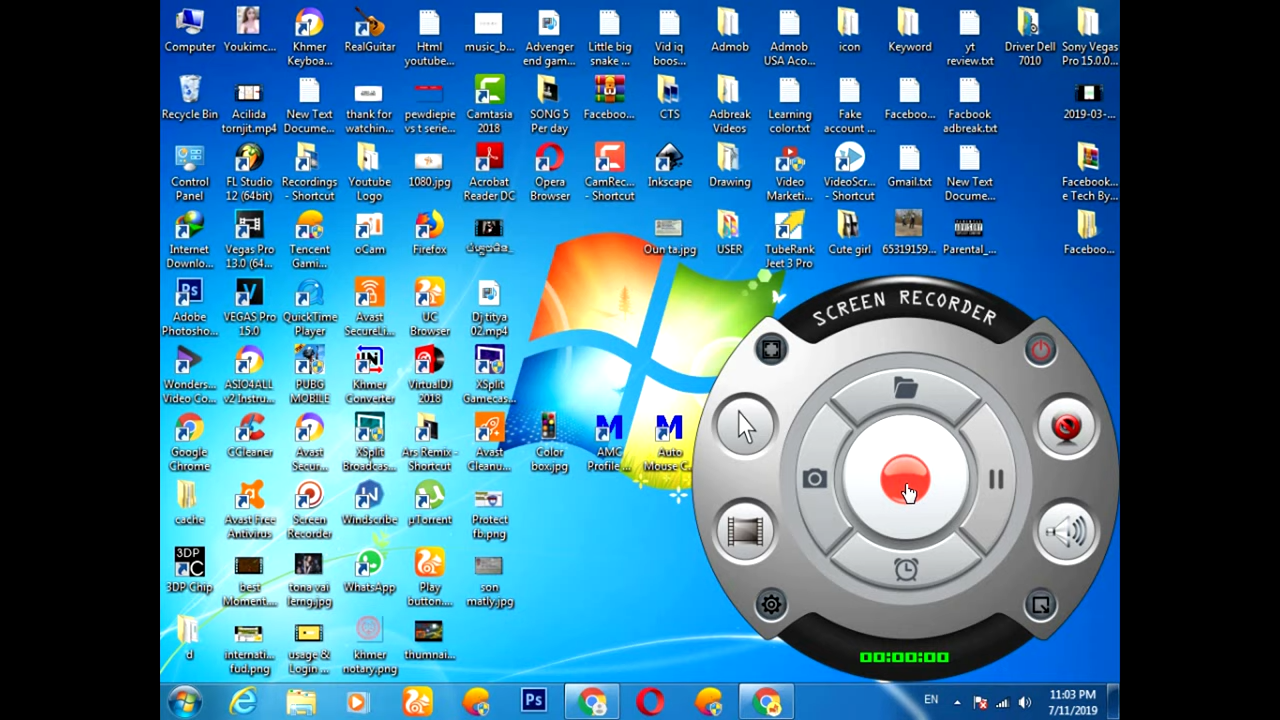 Computer
Youkimc...
Khmer
Keyboa...
RealGuitar
Html
youtube...
music_b...
Advenger
end gam...
Little big
snake ...
Vid iq
boos...
Admob
Admob
USA Aco...
icon
Keyword
yt
review.txt
Driver Dell
7010
Sony Vegas
Pro 15.0.0...
Recycle Bin
Acilida
tornjit.mp4
New Text
Docume...
thank for
watchin...
pewdiepie
vs t serie...
Camtasia
2018
SONG 5
Per day
Faceboo...
CTS
Adbreak
Videos
Learning
color.txt
Fake
account ...
Faceboo...
Facbook
adbreak.txt
2019-03-...
Control
Panel
FL Studio
12 (64bit)
Recordings
- Shortcut
Youtube
Logo
1080.jpg
Acrobat
Reader DC
Opera
Browser
CamRec...
- Shortcut
Inkscape
Drawing
Video
Marketi...
VideoScr...
- Shortcut
Gmail.txt
New Text
Docume...
Facebook...
e Tech By...
Internet
Downlo...
Vegas Pro
13.0 (64...
Tencent
Gami...
oCam
Firefox
Oun ta.jpg
USER
TubeRank
Jeet 3 Pro
Cute girl
65319159...
Parental_...
Faceboo...
Adobe
Photosho...
VEGAS Pro
15.0
QuickTime
Player
Avast
SecureLi...
UC
Browser
Dj titya
02.mp4
SCREEN RECORDER
Wonders...
Video Co...
ASIO4ALL
v2 Instru...
PUBG
MOBILE
Khmer
Converter
VirtualDJ
2018
XSplit
Gamecas...
Google
Chrome
CCleaner
Avast
Secur...
XSplit
Broadcas...
Ars Remix -
Shortcut
Avast
Cleanu...
Color
box.jpg
AMC
Profile ...
Auto
Mouse C...
cache
Avast Free
Antivirus
Screen
Recorder
Windscribe
µTorrent
Protect
fb.png
3DP Chip
best
Moment....
tona vai
lerng.jpg
WhatsApp
Play
button....
son
matly.jpg
d
internati...
fud.png
usage &
Login ...
khmer
notary.png
thumnai...
00:00:00
EN
11:03 PM
7/11/2019